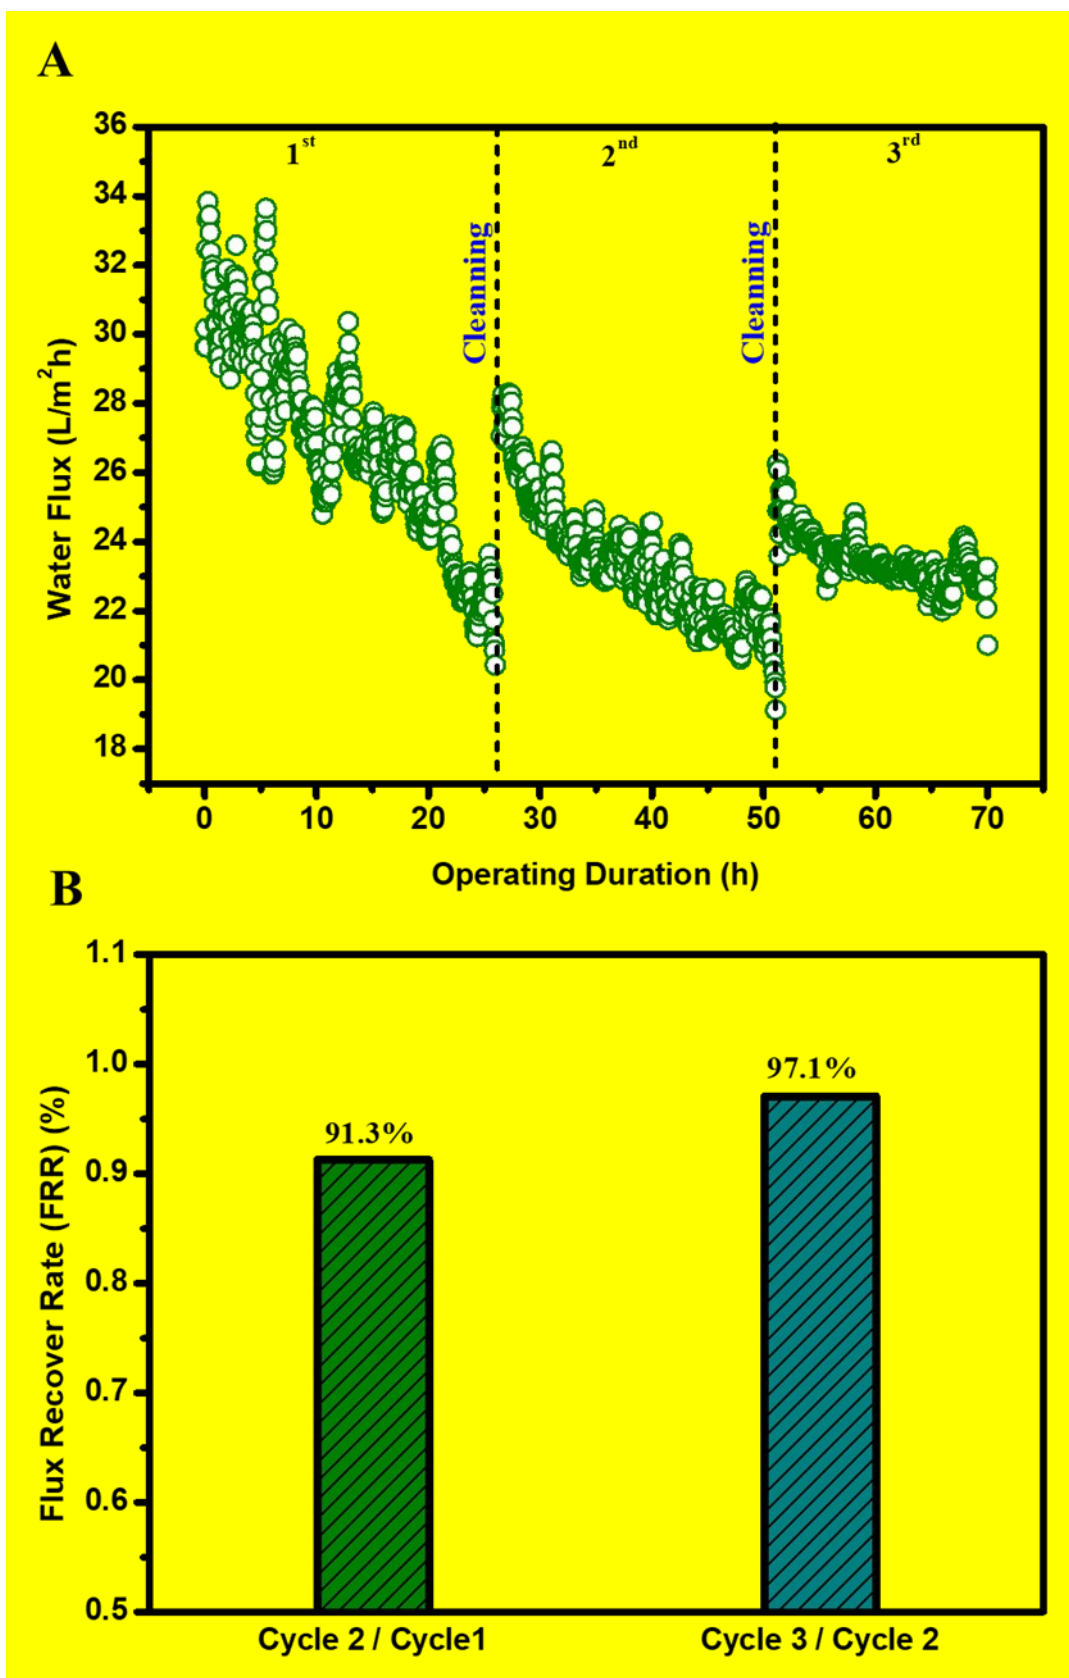 A
36
34
32
30
28
26
24
22
20
18
Water Flux (L/m²h)
1st
2nd
3rd
Cleanning
Cleanning
0 10 20 30 40 50 60 70
Operating Duration (h)
B
1.1
1.0
0.9
0.8
0.7
0.6
0.5
Flux Recover Rate (FRR) (%)
91.3%
97.1%
Cycle 2 / Cycle1
Cycle 3 / Cycle 2